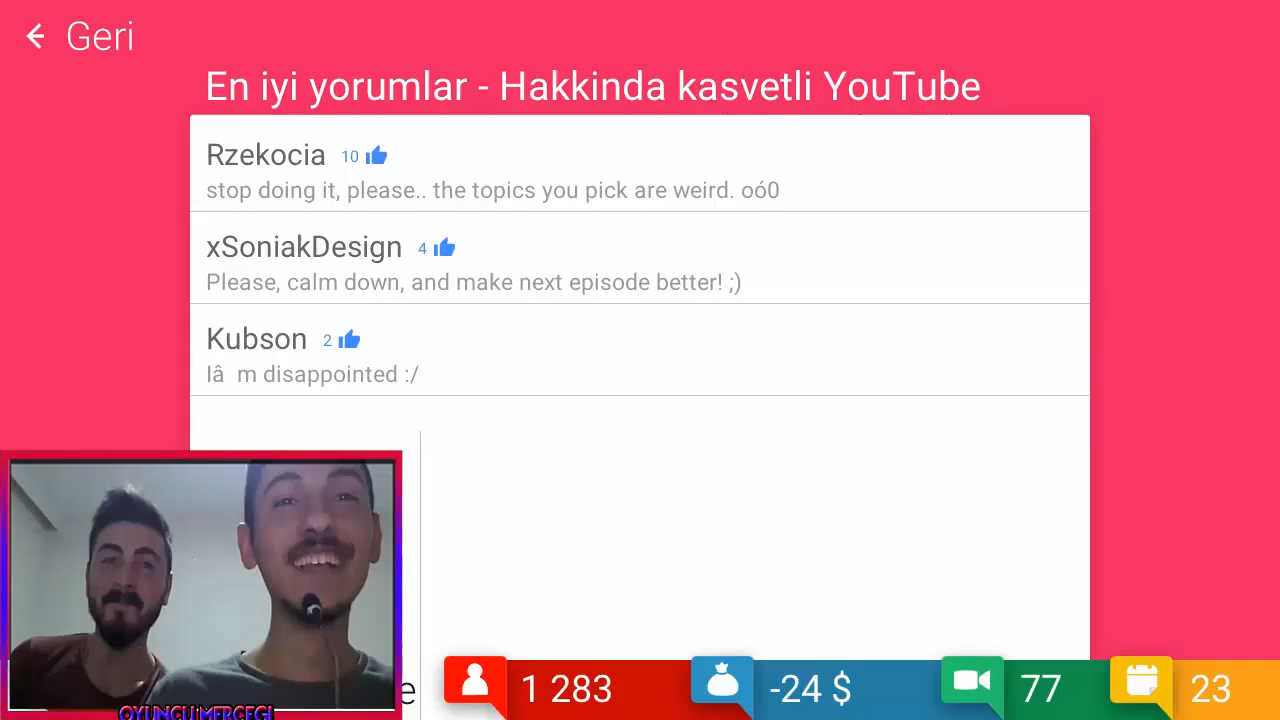 Geri
En iyi yorumlar - Hakkinda kasvetli YouTube
Rzekocia 10
stop doing it, please.. the topics you pick are weird. oó0
xSoniakDesign 4
Please, calm down, and make next episode better! ;)
Kubson 2
Iâ m disappointed :/
e
1 283
-24 $
77
23
OYUNCU MERCEGI